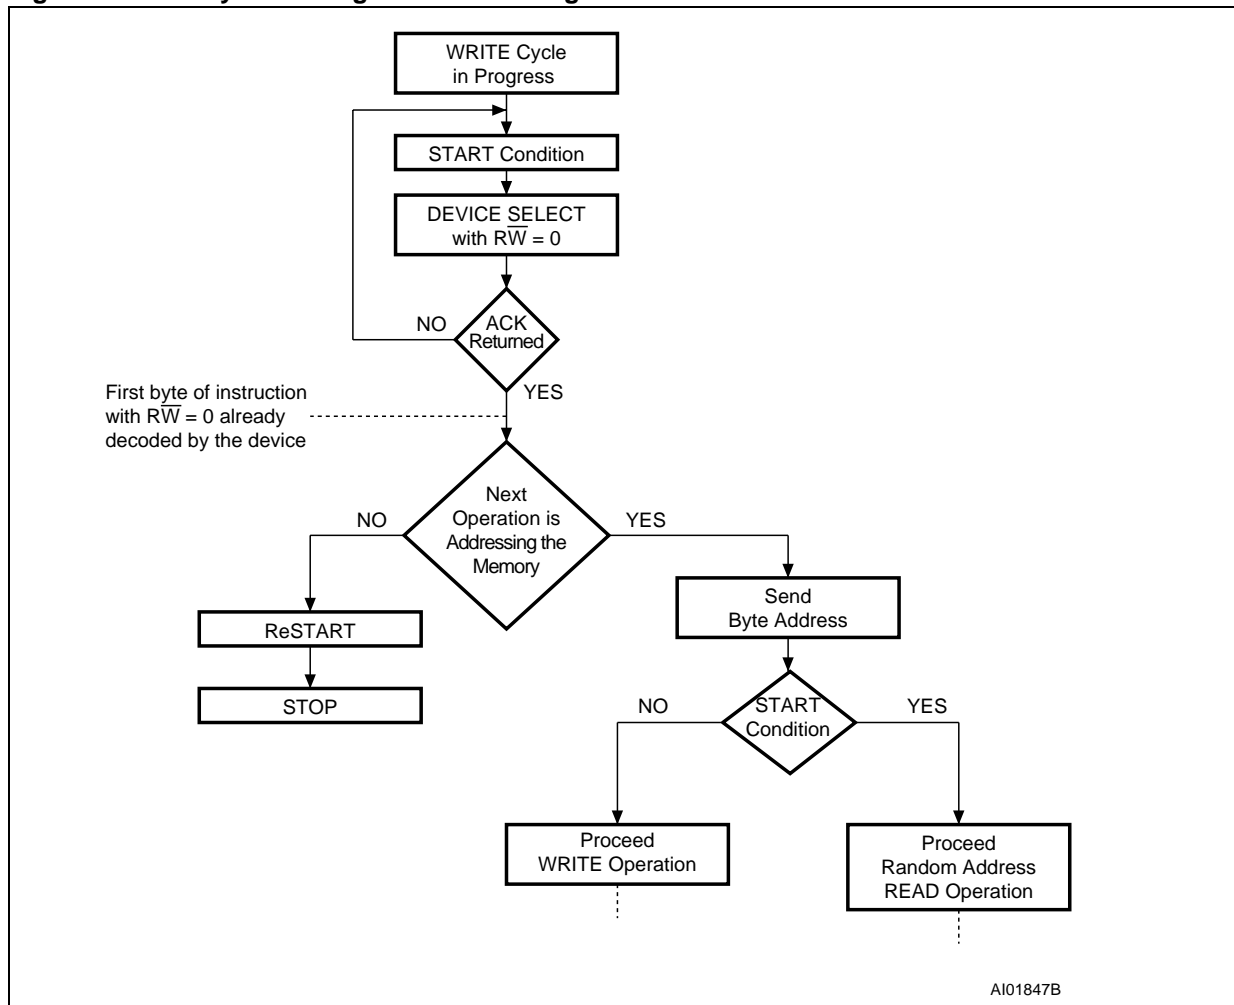 WRITE Cycle
in Progress
START Condition
DEVICE SELECT
with RW̅ = 0
ACK
Returned
NO
YES
First byte of instruction
with RW̅ = 0 already
decoded by the device
Next
Operation is
Addressing the
Memory
NO
YES
ReSTART
STOP
Send
Byte Address
START
Condition
NO
YES
Proceed
WRITE Operation
Proceed
Random Address
READ Operation
AI01847B